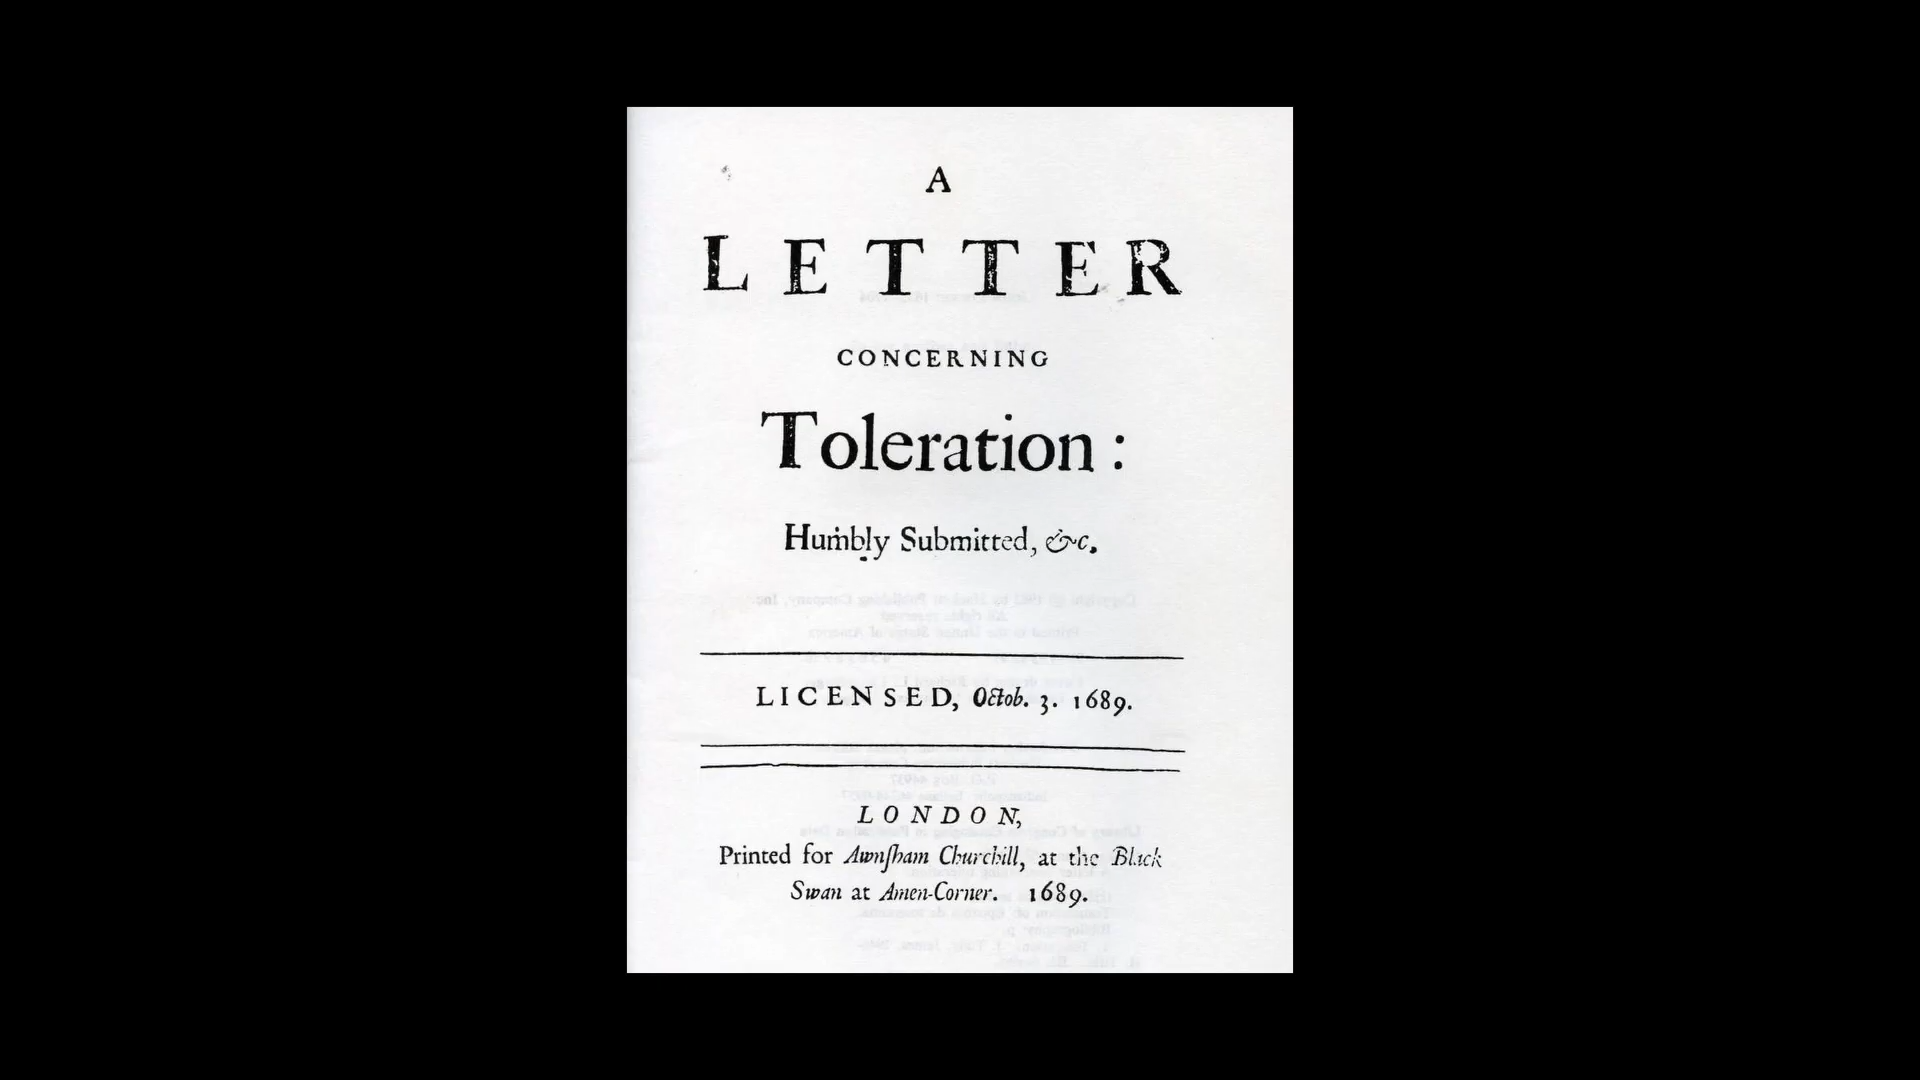 A
LETTER
CONCERNING
Toleration:
Humbly Submitted, &c.
LICENSED, Octob. 3. 1689.
LONDON,
Printed for Awnſham Churchill, at the Black
Swan at Amen-Corner. 1689.